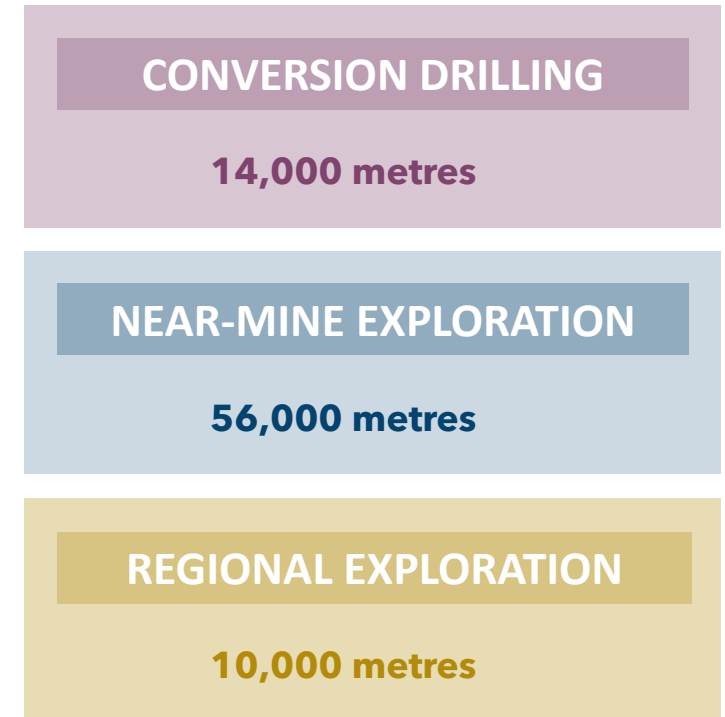 CONVERSION DRILLING
14,000 metres
NEAR-MINE EXPLORATION
56,000 metres
REGIONAL EXPLORATION
10,000 metres